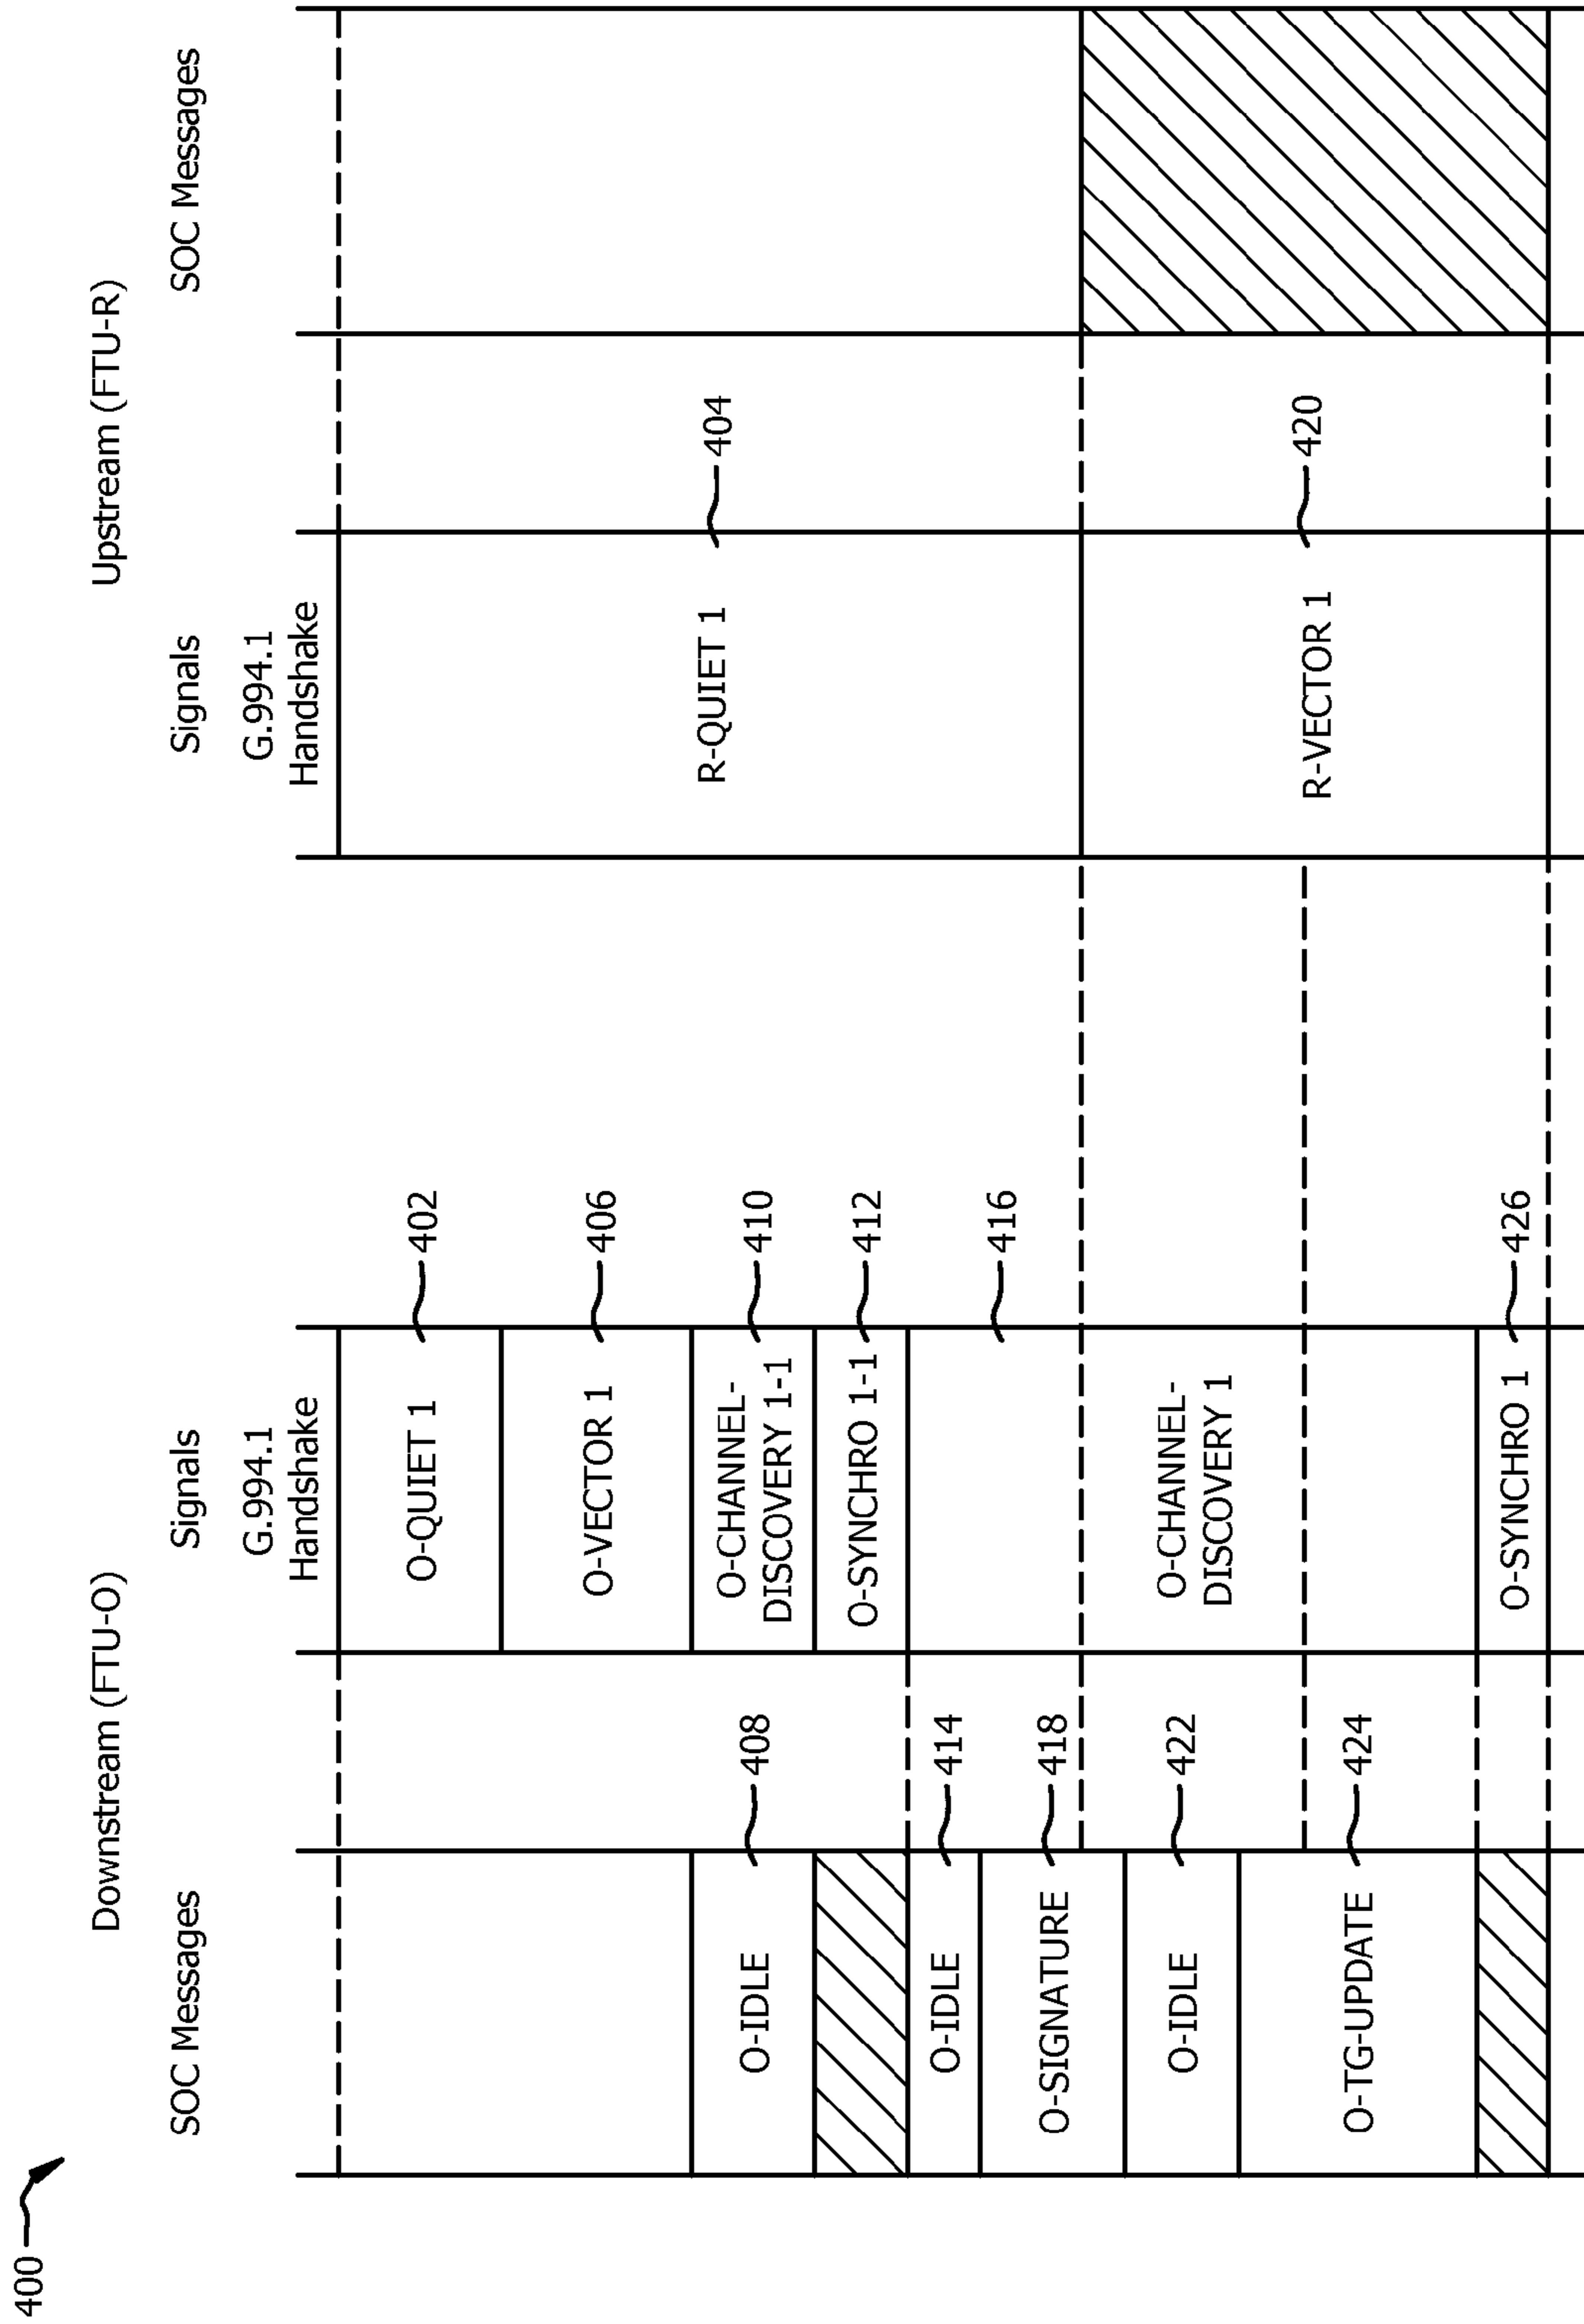 400
Downstream (FTU-O)
Upstream (FTU-R)
SOC Messages
Signals
Signals
SOC Messages
G.994.1
Handshake
G.994.1
Handshake
O-QUIET 1
402
O-VECTOR 1
406
O-IDLE
408
O-CHANNEL-
DISCOVERY 1-1
410
R-QUIET 1
404
O-SYNCHRO 1-1
412
O-IDLE
414
416
O-SIGNATURE
418
O-IDLE
422
O-CHANNEL-
DISCOVERY 1
R-VECTOR 1
420
O-TG-UPDATE
424
O-SYNCHRO 1
426